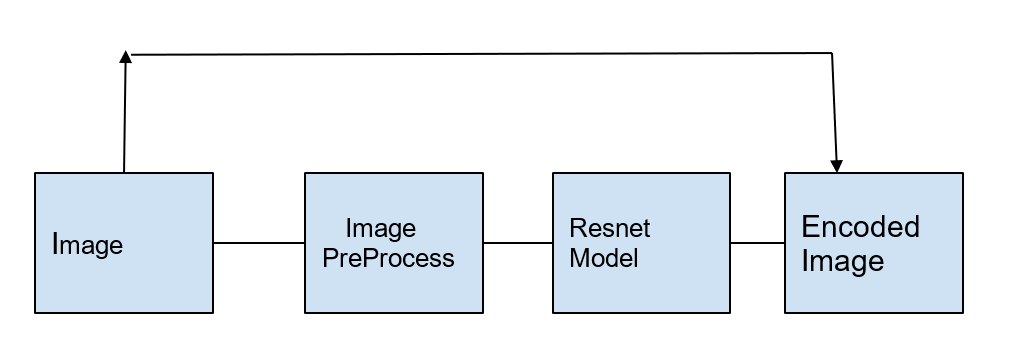 Image
Image
PreProcess
Resnet
Model
Encoded
Image